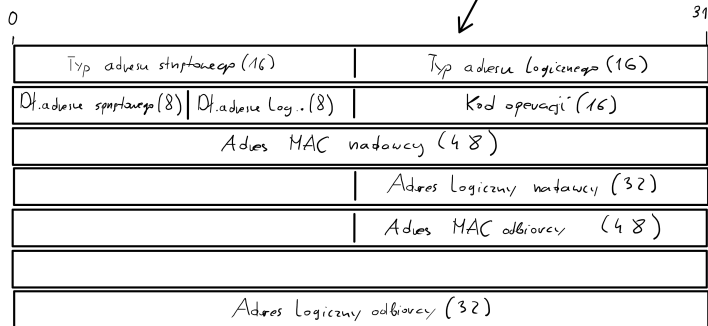 0 31
Typ adresu sprzętowego (16) Typ adresu Logicznego (16)
Dł. adresu sprzętowego (8) Dł. adresu Log. (8) Kod operacji (16)
Adres MAC nadawcy (48)
Adres Logiczny nadawcy (32)
Adres MAC odbiorcy (48)
Adres Logiczny odbiorcy (32)